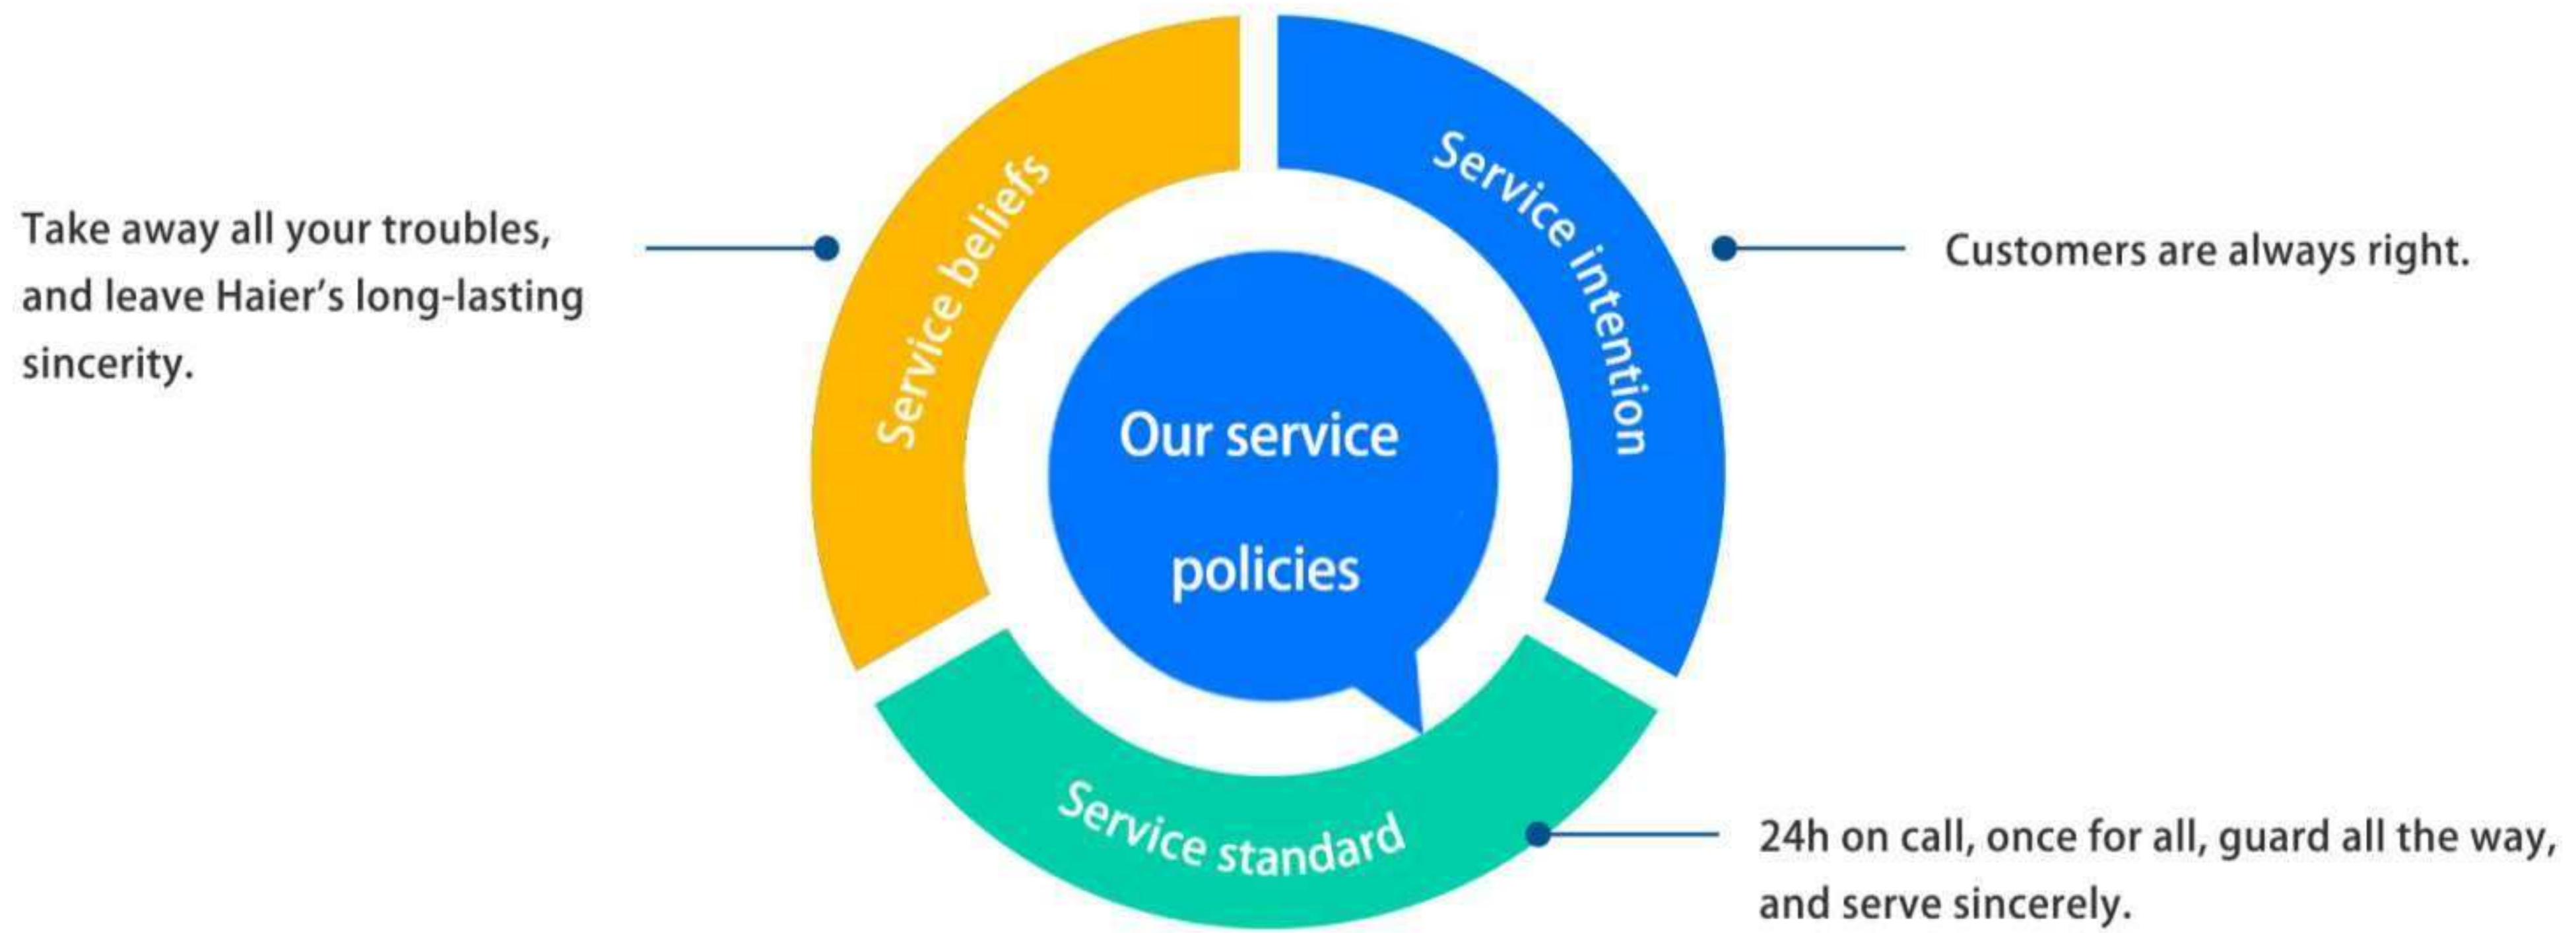 Take away all your troubles,
and leave Haier's long-lasting
sincerity.
Service beliefs
Service intention
Customers are always right.
Our service
policies
Service standard
24h on call, once for all, guard all the way,
and serve sincerely.